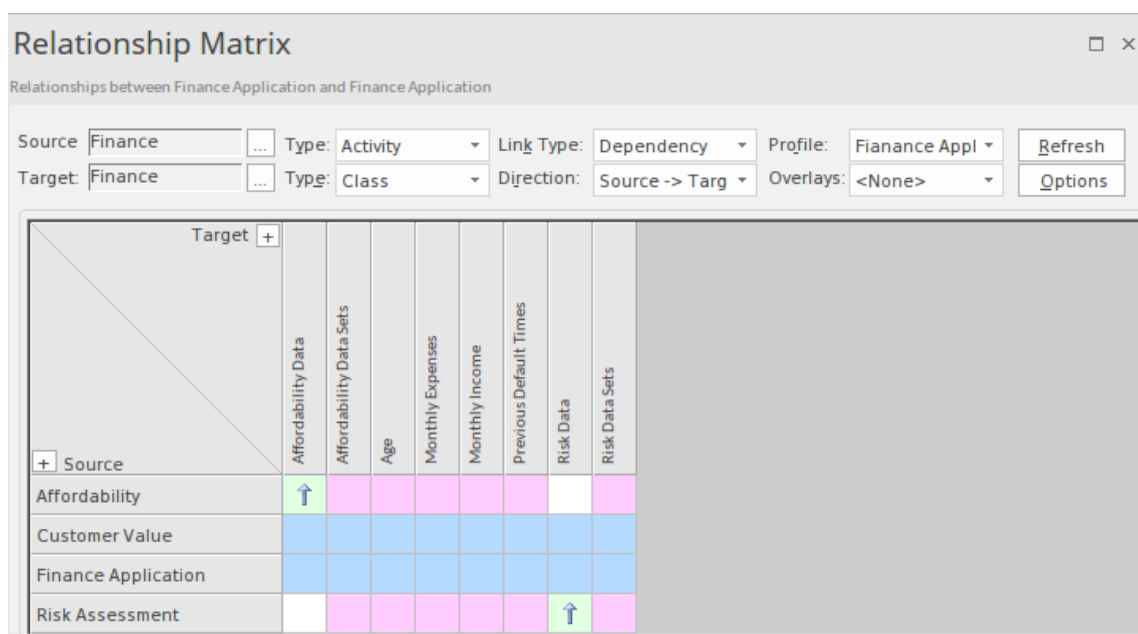 Relationship Matrix
Relationships between Finance Application and Finance Application
Source Finance ... Type: Activity Link Type: Dependency Profile: Fianance Appl Refresh
Target: Finance ... Type: Class Direction: Source -> Targ Overlays: <None> Options
Target +
Affordability Data
Affordability Data Sets
Age
Monthly Expenses
Monthly Income
Previous Default Times
Risk Data
Risk Data Sets
+ Source
Affordability
Customer Value
Finance Application
Risk Assessment